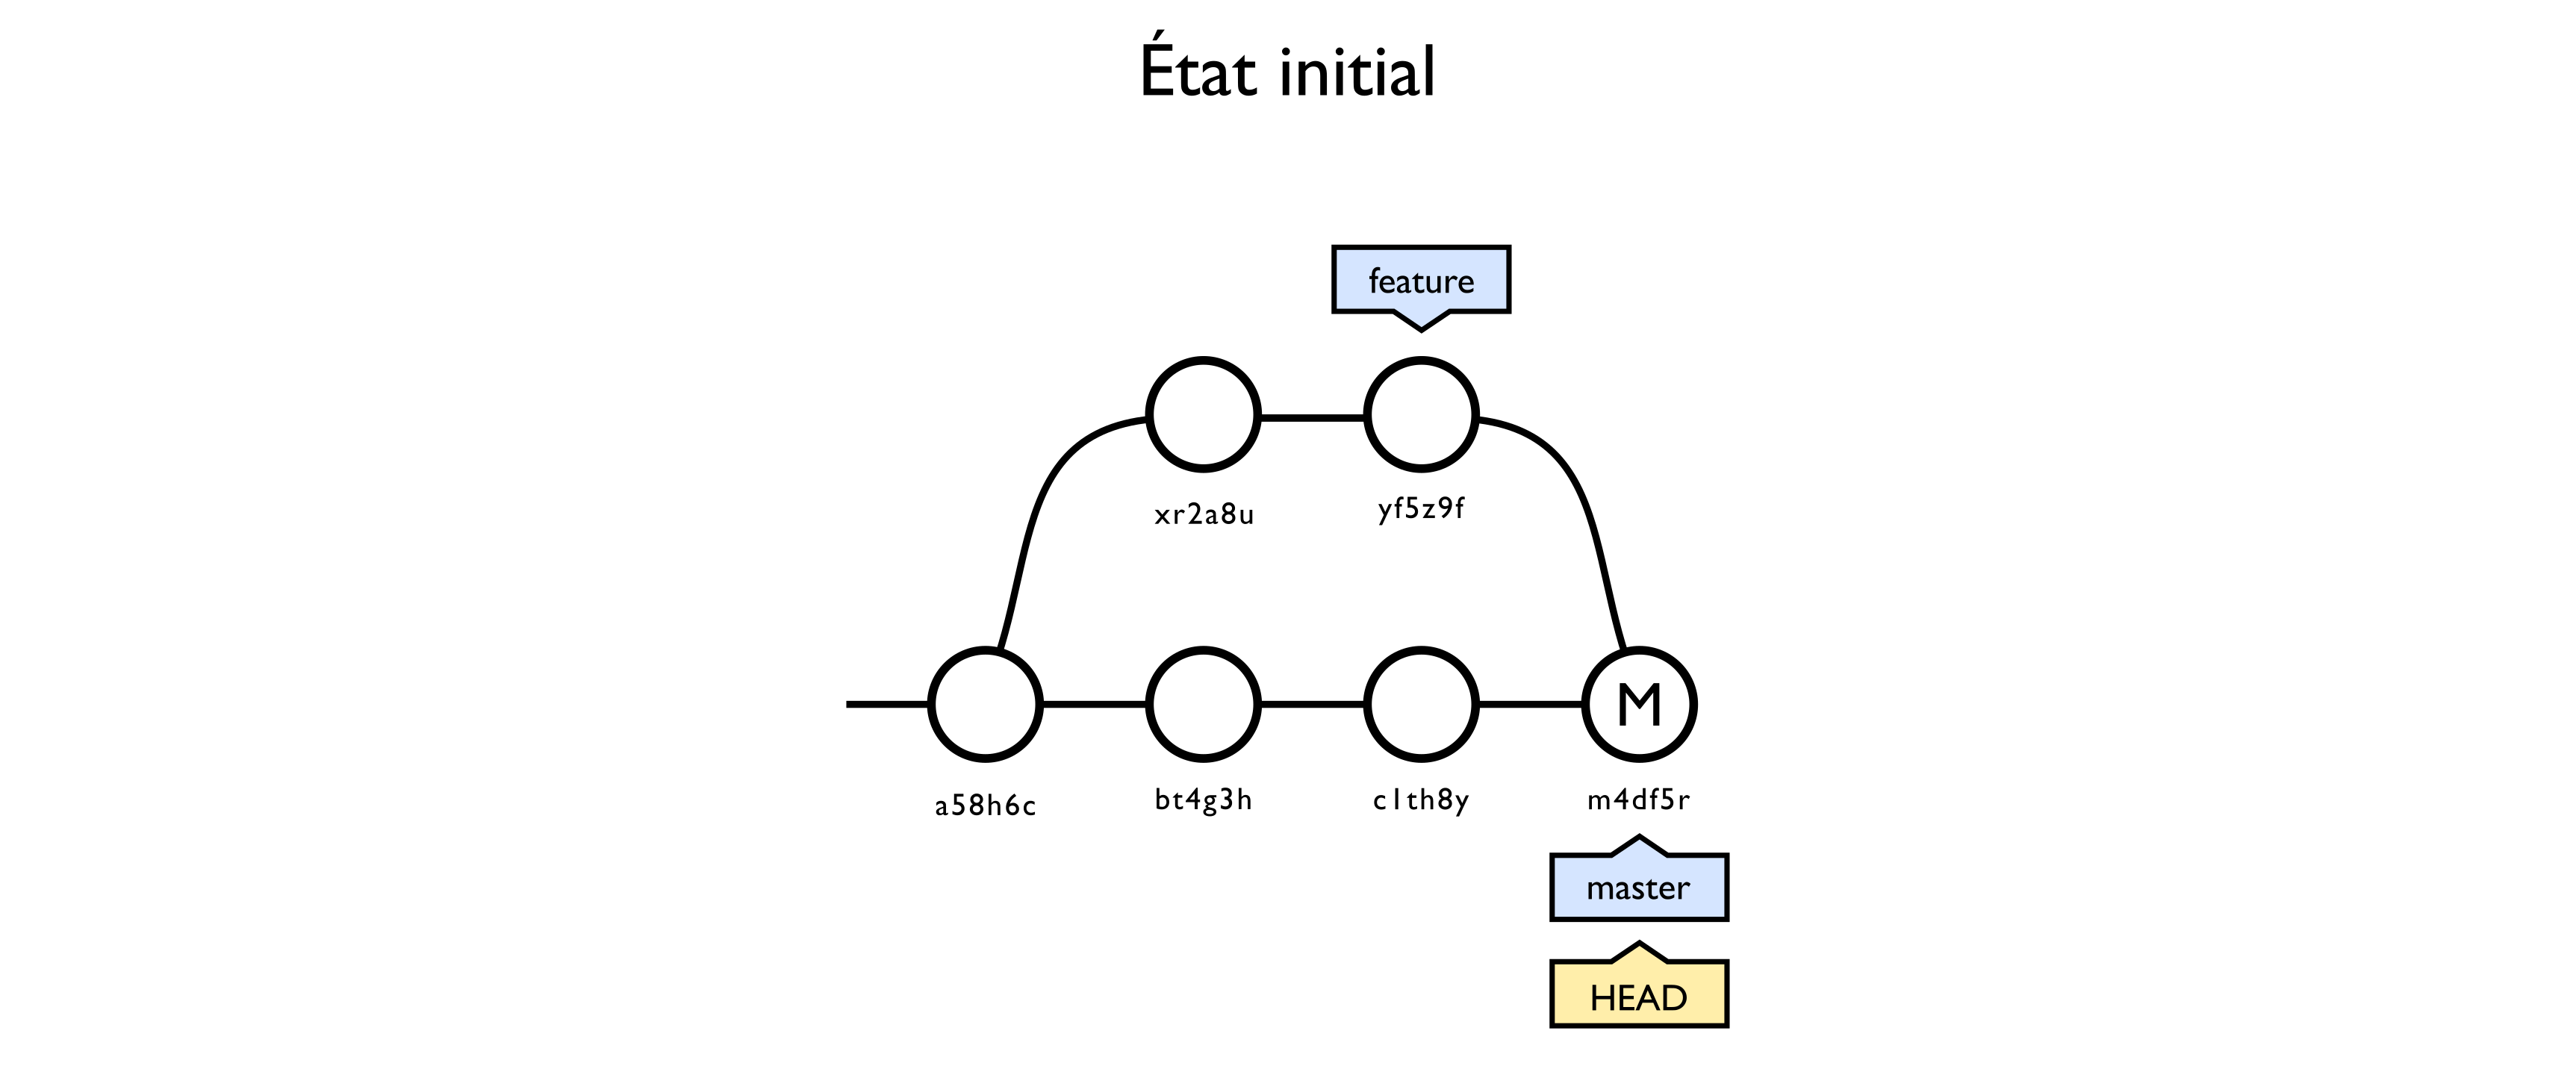 État initial
feature
xr2a8u
yf5z9f
M
a58h6c
bt4g3h
c1th8y
m4df5r
master
HEAD